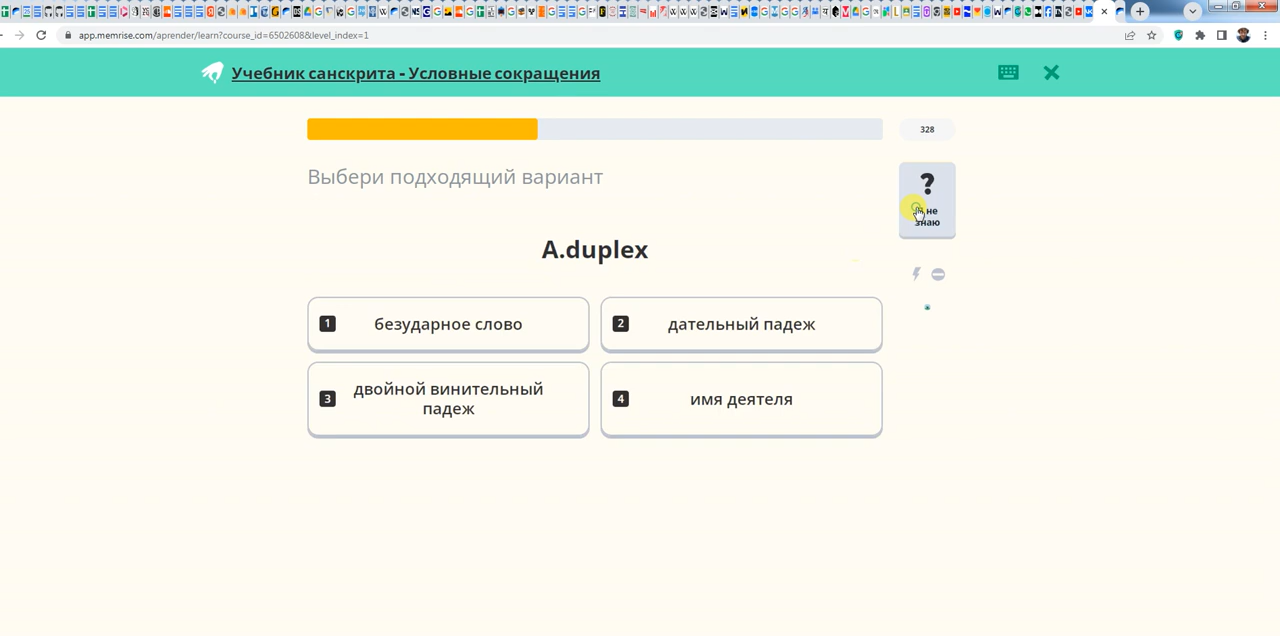 app.memrise.com/aprender/learn?course_id=6502608&level_index=1
Учебник санскрита - Условные сокращения
328
Выбери подходящий вариант
?
не
знаю
A.duplex
1 безударное слово
2 дательный падеж
3 двойной винительный
падеж
4 имя деятеля